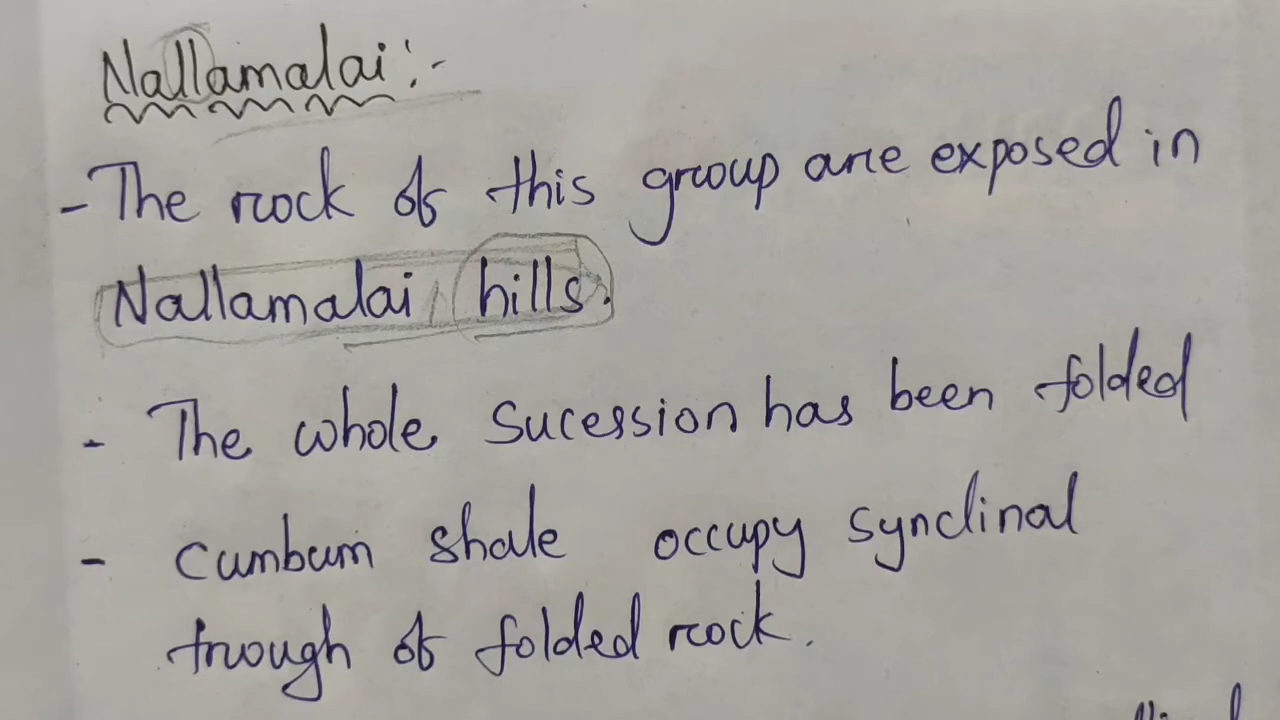 Nallamalai:-
- The rock of this group are exposed in
Nallamalai hills.
- The whole Sucession has been folded
- Cumbum shale occupy synclinal
trough of folded rock.